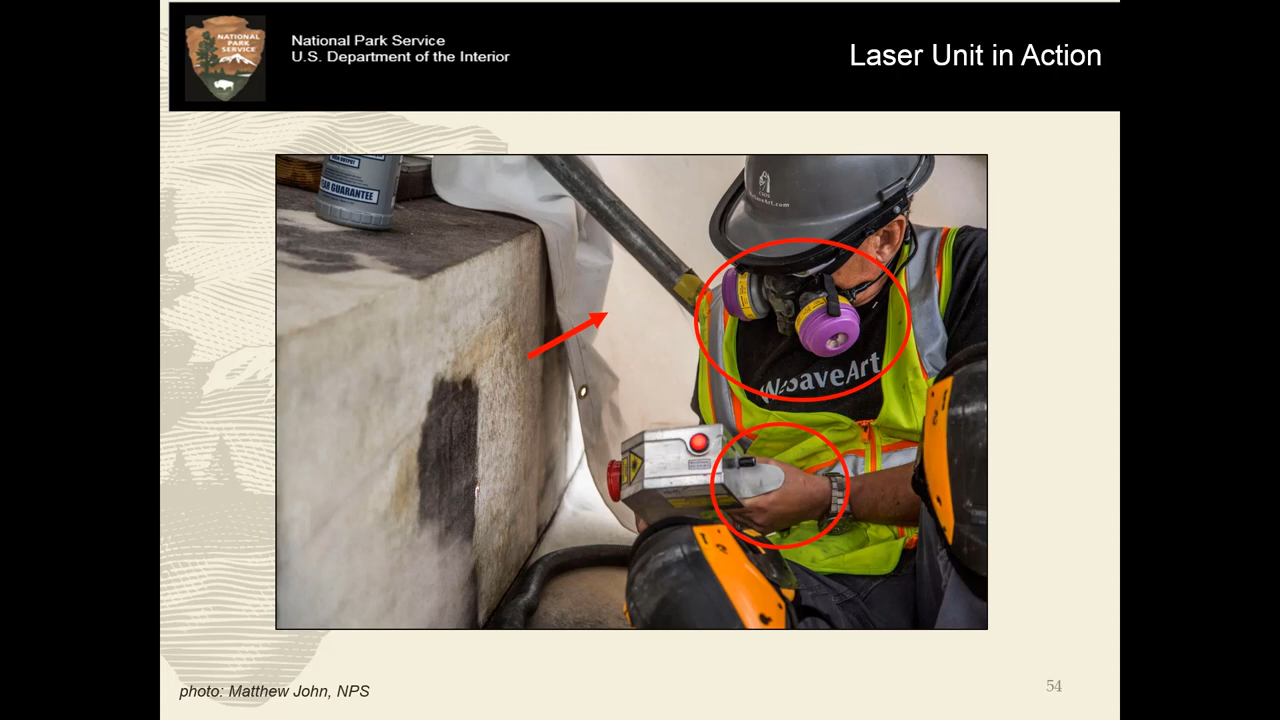 NATIONAL
PARK
SERVICE
National Park Service
U.S. Department of the Interior
Laser Unit in Action
GUARANTEE
WeSaveArt
photo: Matthew John, NPS
54